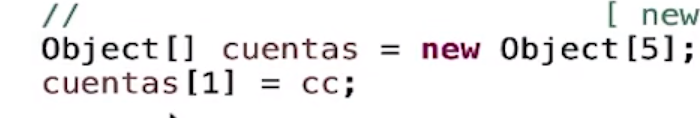 // [ new
Object[] cuentas = new Object[5];
cuentas[1] = cc;